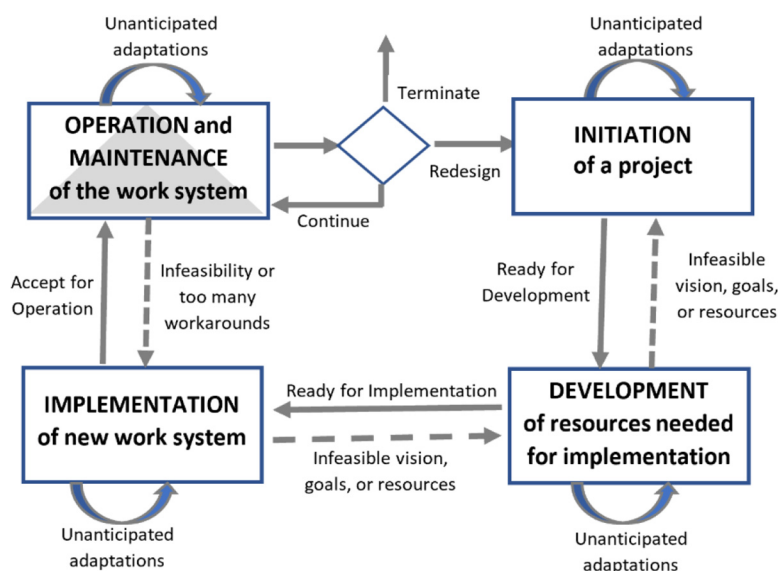 Unanticipated
adaptations
Unanticipated
adaptations
Terminate
OPERATION and
MAINTENANCE
of the work system
INITIATION
of a project
Redesign
Continue
Accept for
Operation
Infeasibility or
too many
workarounds
Ready for
Development
Infeasible
vision, goals,
or resources
IMPLEMENTATION
of new work system
Ready for Implementation
DEVELOPMENT
of resources needed
for implementation
Infeasible vision,
goals, or resources
Unanticipated
adaptations
Unanticipated
adaptations